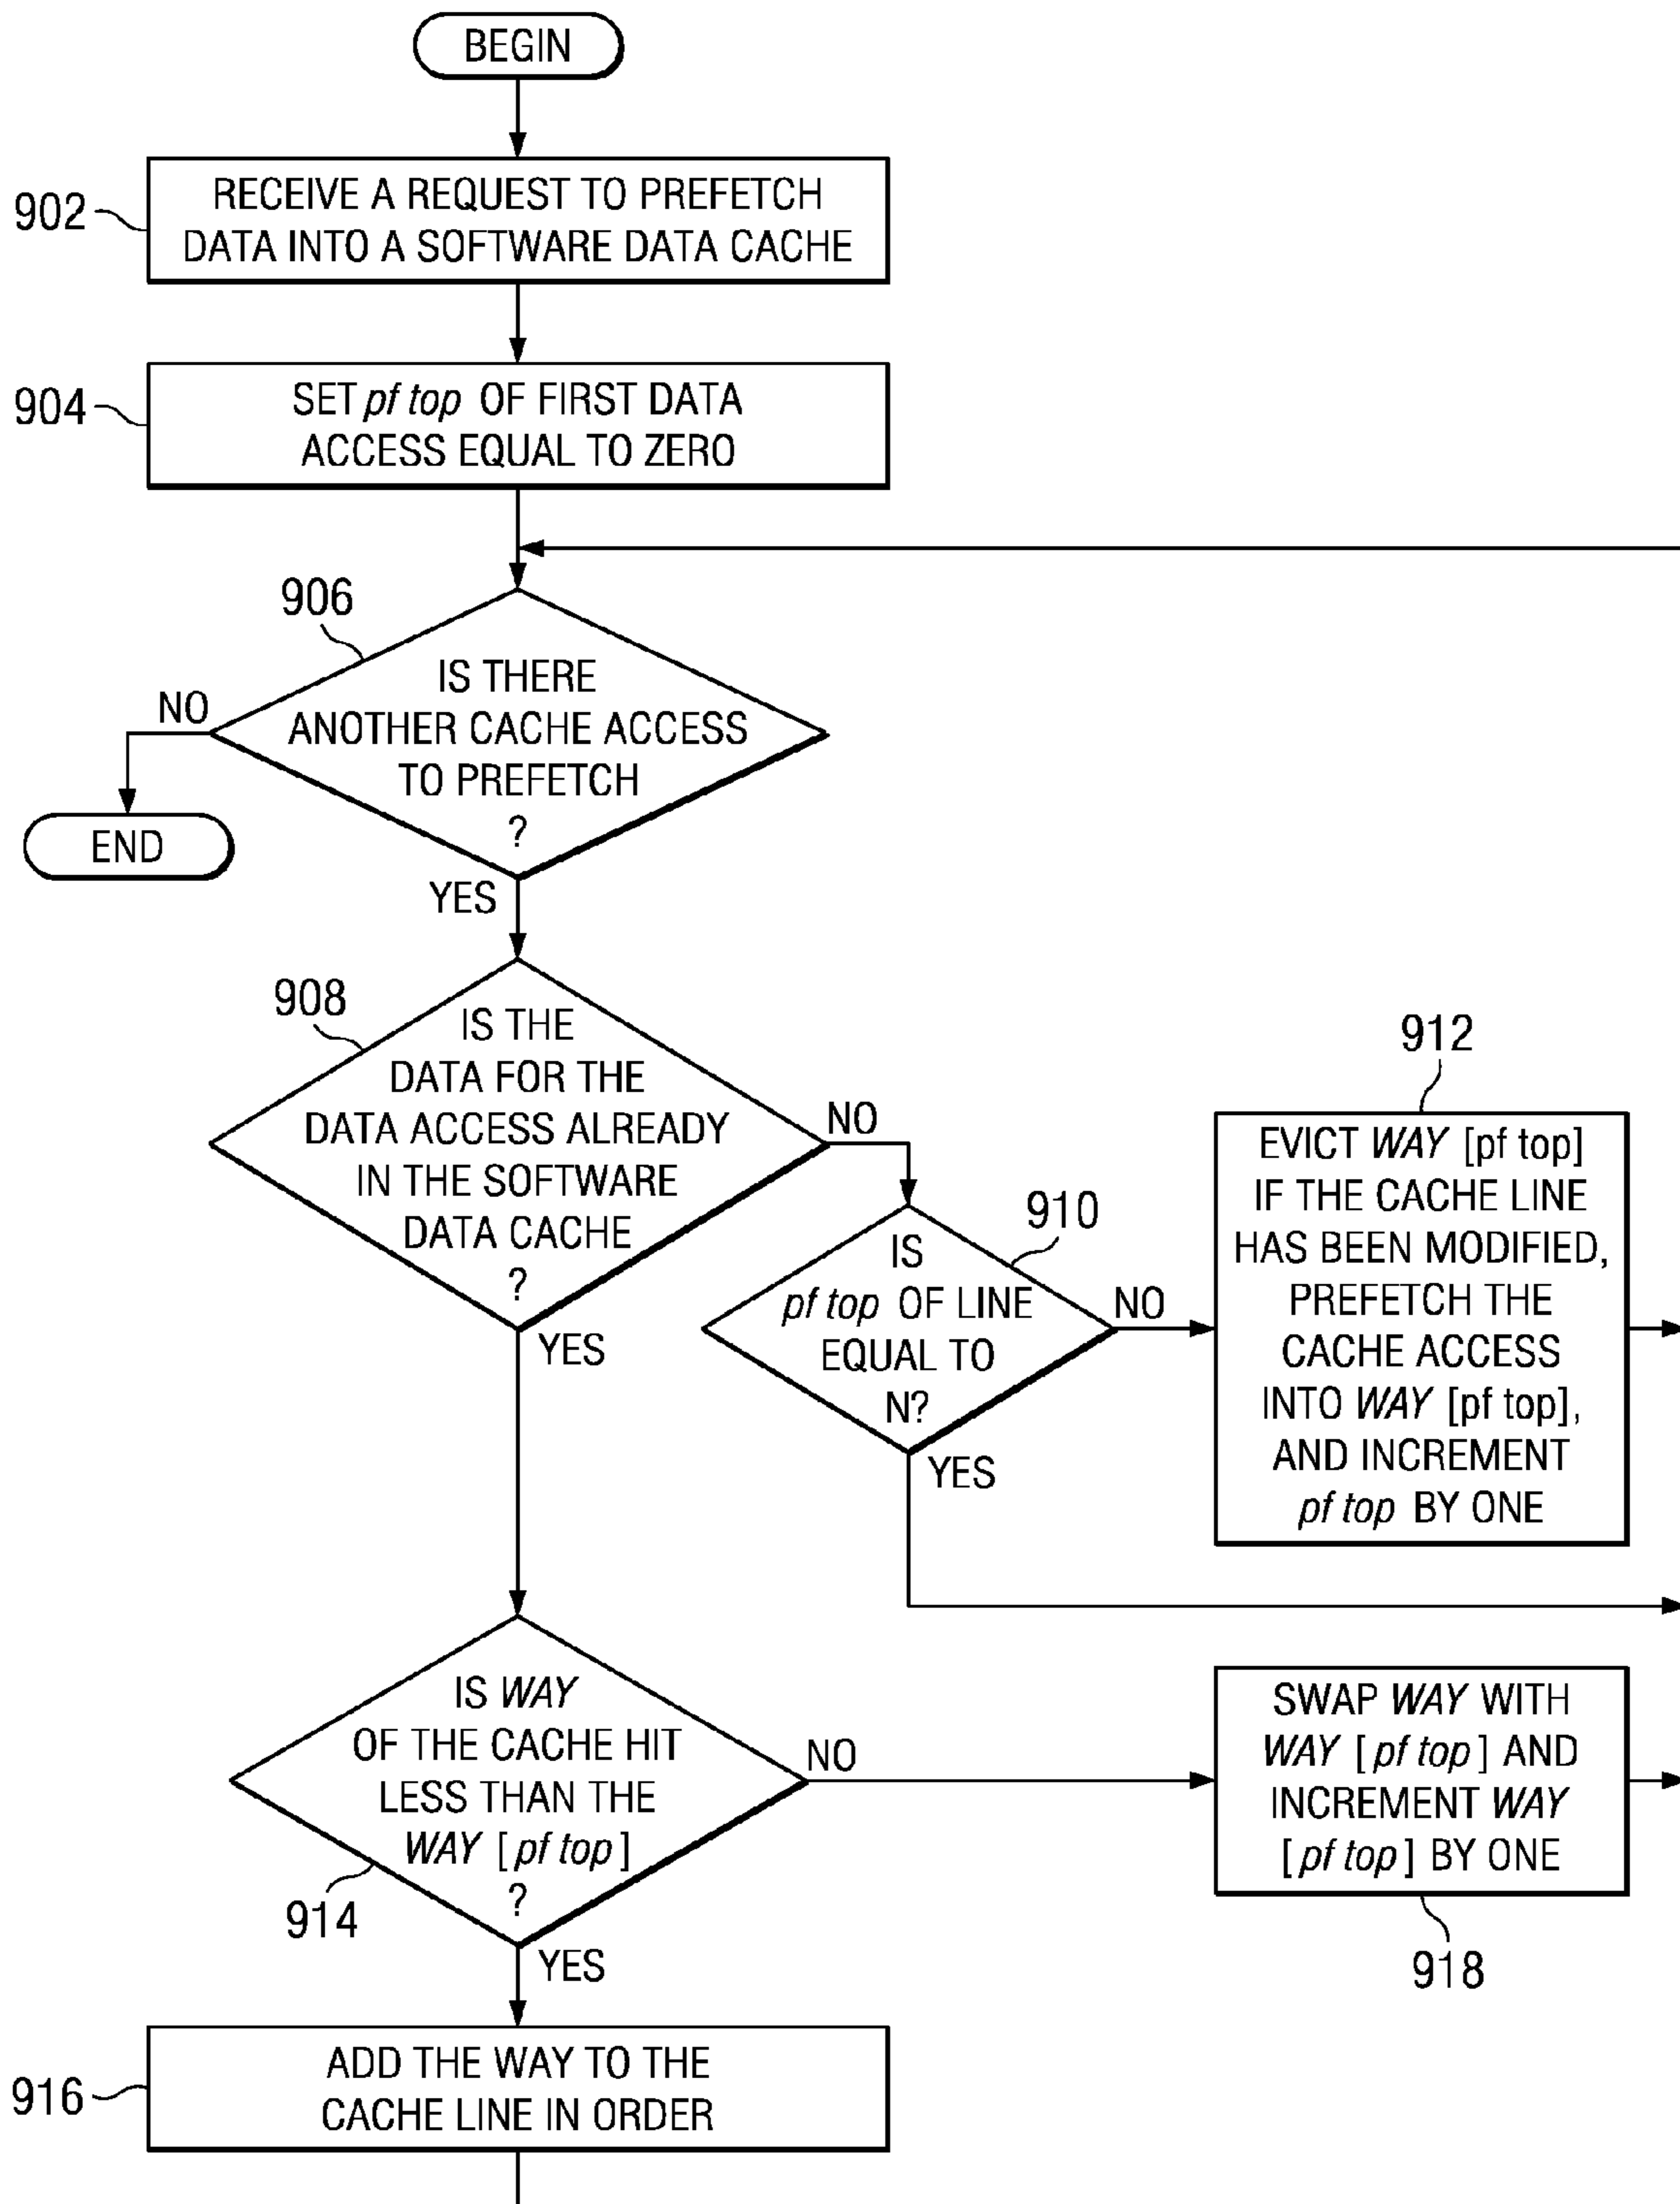 BEGIN
902
RECEIVE A REQUEST TO PREFETCH
DATA INTO A SOFTWARE DATA CACHE
904
SET pf top OF FIRST DATA
ACCESS EQUAL TO ZERO
906
IS THERE
ANOTHER CACHE ACCESS
TO PREFETCH
?
NO
END
YES
908
IS THE
DATA FOR THE
DATA ACCESS ALREADY
IN THE SOFTWARE
DATA CACHE
?
NO
YES
910
IS
pf top OF LINE
EQUAL TO
N?
NO
YES
912
EVICT WAY [pf top]
IF THE CACHE LINE
HAS BEEN MODIFIED,
PREFETCH THE
CACHE ACCESS
INTO WAY [pf top],
AND INCREMENT
pf top BY ONE
IS WAY
OF THE CACHE HIT
LESS THAN THE
WAY [pf top]
?
914
NO
YES
SWAP WAY WITH
WAY [pf top] AND
INCREMENT WAY
[pf top] BY ONE
918
916
ADD THE WAY TO THE
CACHE LINE IN ORDER